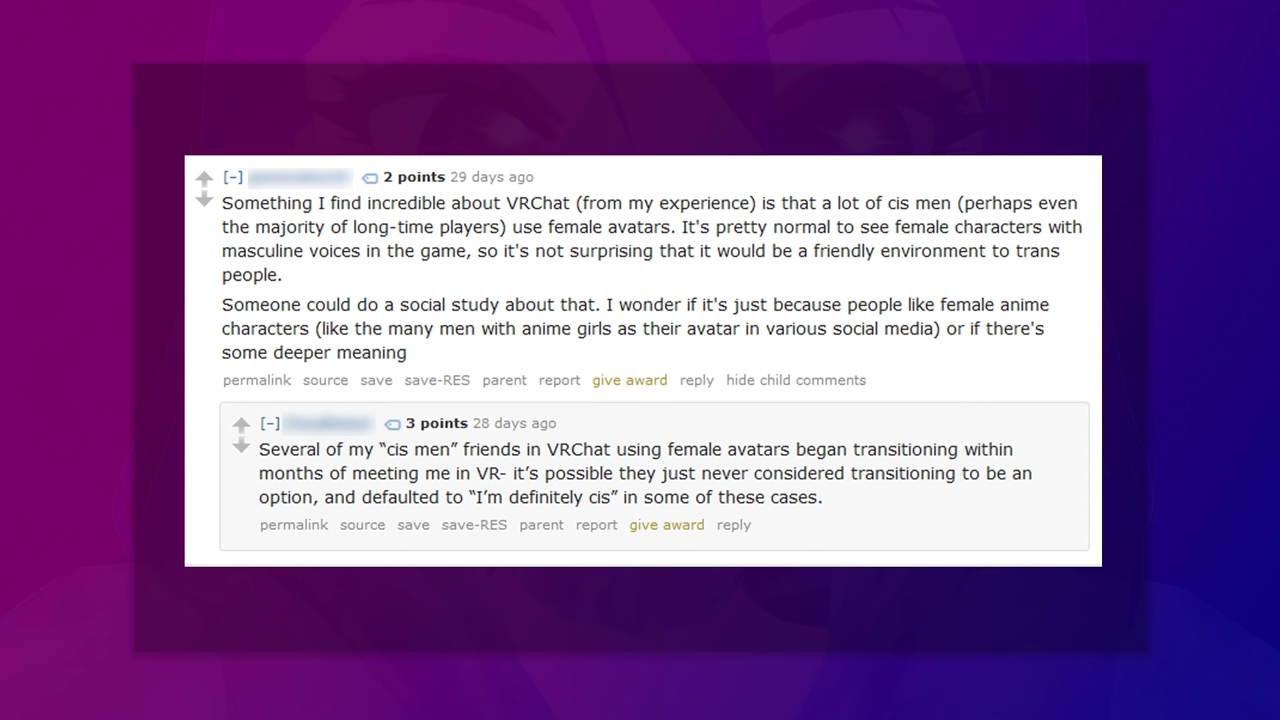 [-] 2 points 29 days ago
Something I find incredible about VRChat (from my experience) is that a lot of cis men (perhaps even
the majority of long-time players) use female avatars. It's pretty normal to see female characters with
masculine voices in the game, so it's not surprising that it would be a friendly environment to trans
people.
Someone could do a social study about that. I wonder if it's just because people like female anime
characters (like the many men with anime girls as their avatar in various social media) or if there's
some deeper meaning
permalink source save save-RES parent report give award reply hide child comments
[-] 3 points 28 days ago
Several of my “cis men” friends in VRChat using female avatars began transitioning within
months of meeting me in VR- it’s possible they just never considered transitioning to be an
option, and defaulted to “I’m definitely cis” in some of these cases.
permalink source save save-RES parent report give award reply